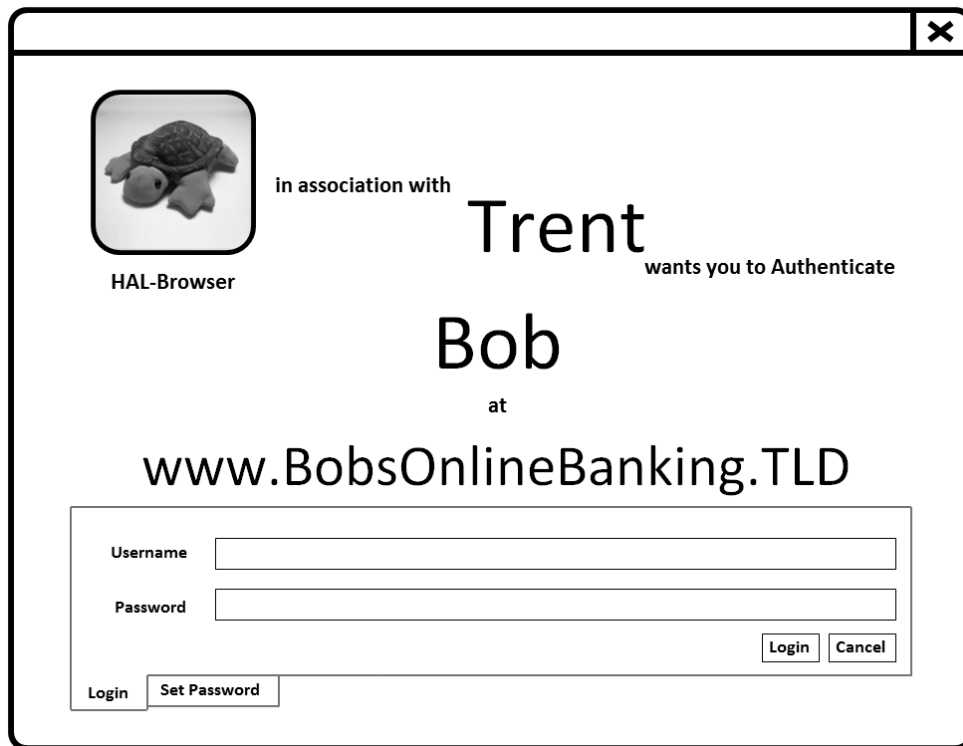 in association with
Trent
wants you to Authenticate
HAL-Browser
Bob
at
www.BobsOnlineBanking.TLD
Username
Password
Login Cancel
Login Set Password